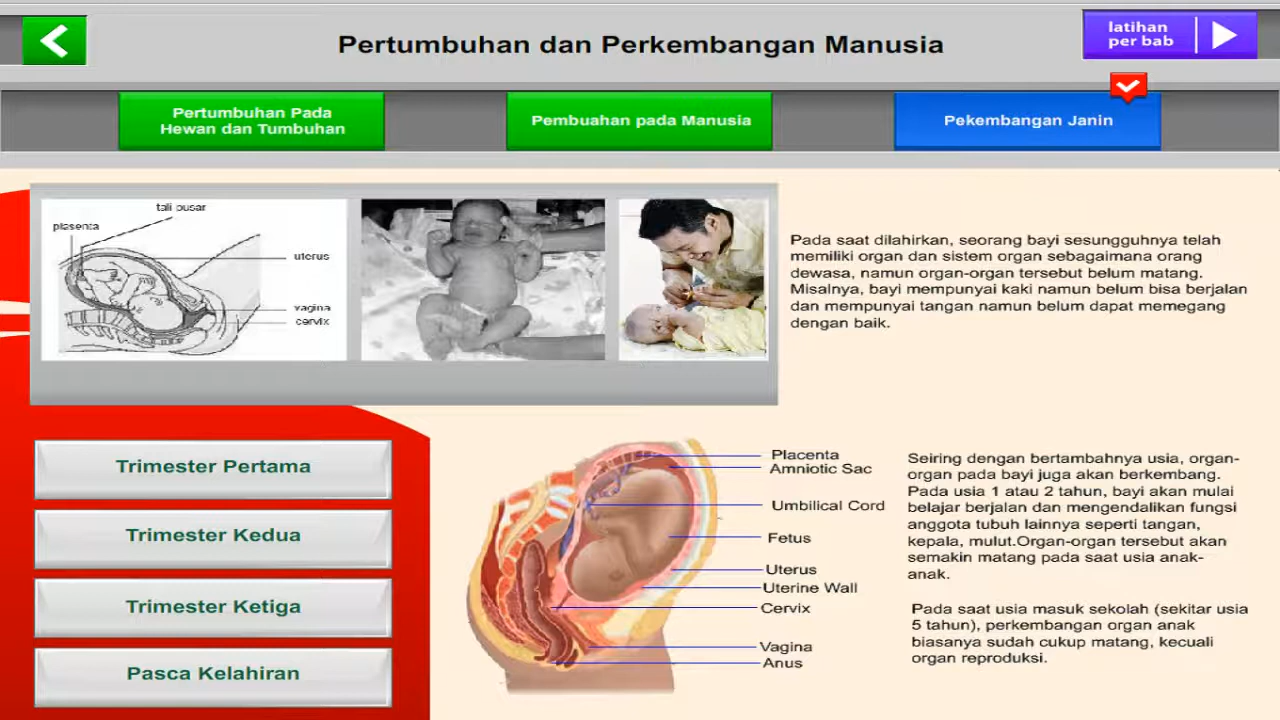 Pertumbuhan dan Perkembangan Manusia
latihan
per bab
Pertumbuhan Pada
Hewan dan Tumbuhan
Pembuahan pada Manusia
Pekembangan Janin
tali pusar
plasenta
uterus
vagina
cervix
Pada saat dilahirkan, seorang bayi sesungguhnya telah
memiliki organ dan sistem organ sebagaimana orang
dewasa, namun organ-organ tersebut belum matang.
Misalnya, bayi mempunyai kaki namun belum bisa berjalan
dan mempunyai tangan namun belum dapat memegang
dengan baik.
Trimester Pertama
Trimester Kedua
Trimester Ketiga
Pasca Kelahiran
Placenta
Amniotic Sac
Umbilical Cord
Fetus
Uterus
Uterine Wall
Cervix
Vagina
Anus
Seiring dengan bertambahnya usia, organ-
organ pada bayi juga akan berkembang.
Pada usia 1 atau 2 tahun, bayi akan mulai
belajar berjalan dan mengendalikan fungsi
anggota tubuh lainnya seperti tangan,
kepala, mulut.Organ-organ tersebut akan
semakin matang pada saat usia anak-
anak.
Pada saat usia masuk sekolah (sekitar usia
5 tahun), perkembangan organ anak
biasanya sudah cukup matang, kecuali
organ reproduksi.